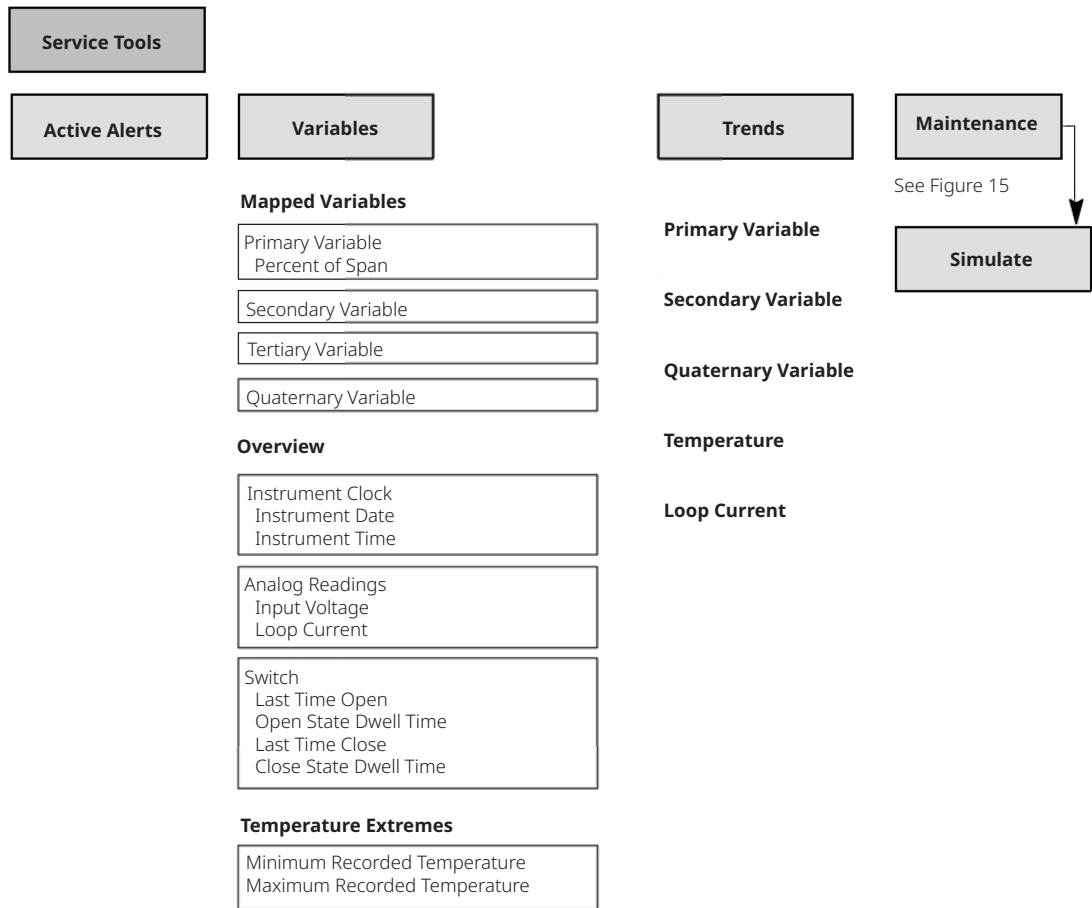 Service Tools
Active Alerts
Variables
Mapped Variables
Primary Variable
Percent of Span
Secondary Variable
Tertiary Variable
Quaternary Variable
Overview
Instrument Clock
Instrument Date
Instrument Time
Analog Readings
Input Voltage
Loop Current
Switch
Last Time Open
Open State Dwell Time
Last Time Close
Close State Dwell Time
Temperature Extremes
Minimum Recorded Temperature
Maximum Recorded Temperature
Trends
Primary Variable
Secondary Variable
Quaternary Variable
Temperature
Loop Current
Maintenance
See Figure 15
Simulate